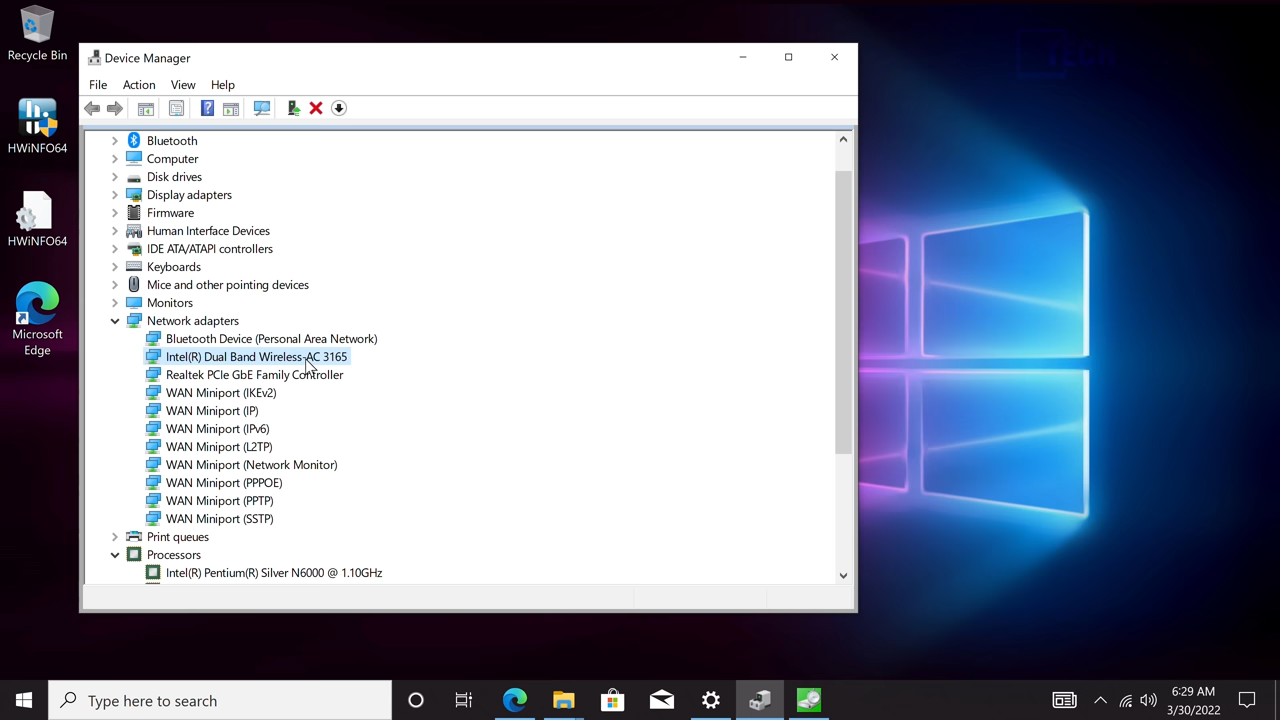 Recycle Bin
HWiNFO64
HWiNFO64
Microsoft
Edge
Device Manager
File Action View Help
Bluetooth
Computer
Disk drives
Display adapters
Firmware
Human Interface Devices
IDE ATA/ATAPI controllers
Keyboards
Mice and other pointing devices
Monitors
Network adapters
Bluetooth Device (Personal Area Network)
Intel(R) Dual Band Wireless-AC 3165
Realtek PCIe GbE Family Controller
WAN Miniport (IKEv2)
WAN Miniport (IP)
WAN Miniport (IPv6)
WAN Miniport (L2TP)
WAN Miniport (Network Monitor)
WAN Miniport (PPPOE)
WAN Miniport (PPTP)
WAN Miniport (SSTP)
Print queues
Processors
Intel(R) Pentium(R) Silver N6000 @ 1.10GHz
Type here to search
6:29 AM
3/30/2022